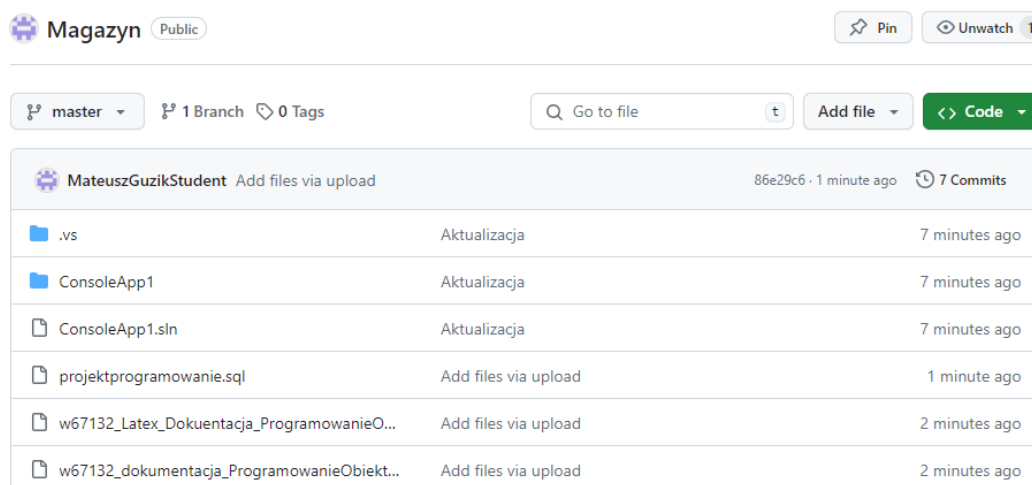 Magazyn Public Pin Unwatch 1
master 1 Branch 0 Tags Go to file t Add file Code
MateuszGuzikStudent Add files via upload 86e29c6 · 1 minute ago 7 Commits
.vs Aktualizacja 7 minutes ago
ConsoleApp1 Aktualizacja 7 minutes ago
ConsoleApp1.sln Aktualizacja 7 minutes ago
projektprogramowanie.sql Add files via upload 1 minute ago
w67132_Latex_Dokuentacja_ProgramowanieO... Add files via upload 2 minutes ago
w67132_dokumentacja_ProgramowanieObiekt... Add files via upload 2 minutes ago